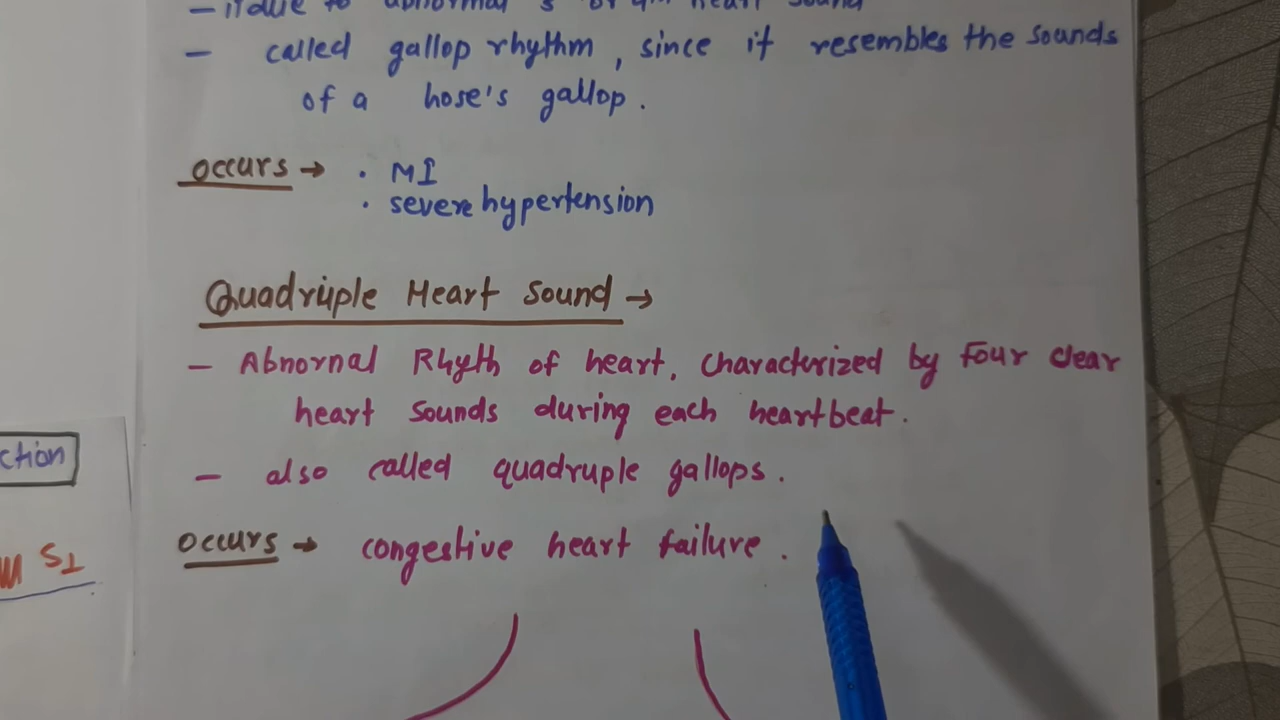 — called gallop rhythm, since it resembles the sounds
of a hose's gallop.
occurs → • MI
• severe hypertension
Quadruple Heart Sound →
— Abnornal Rhyth of heart, characterized by four clear
heart sounds during each heartbeat.
— also called quadruple gallops.
ction
occurs → congestive heart failure.